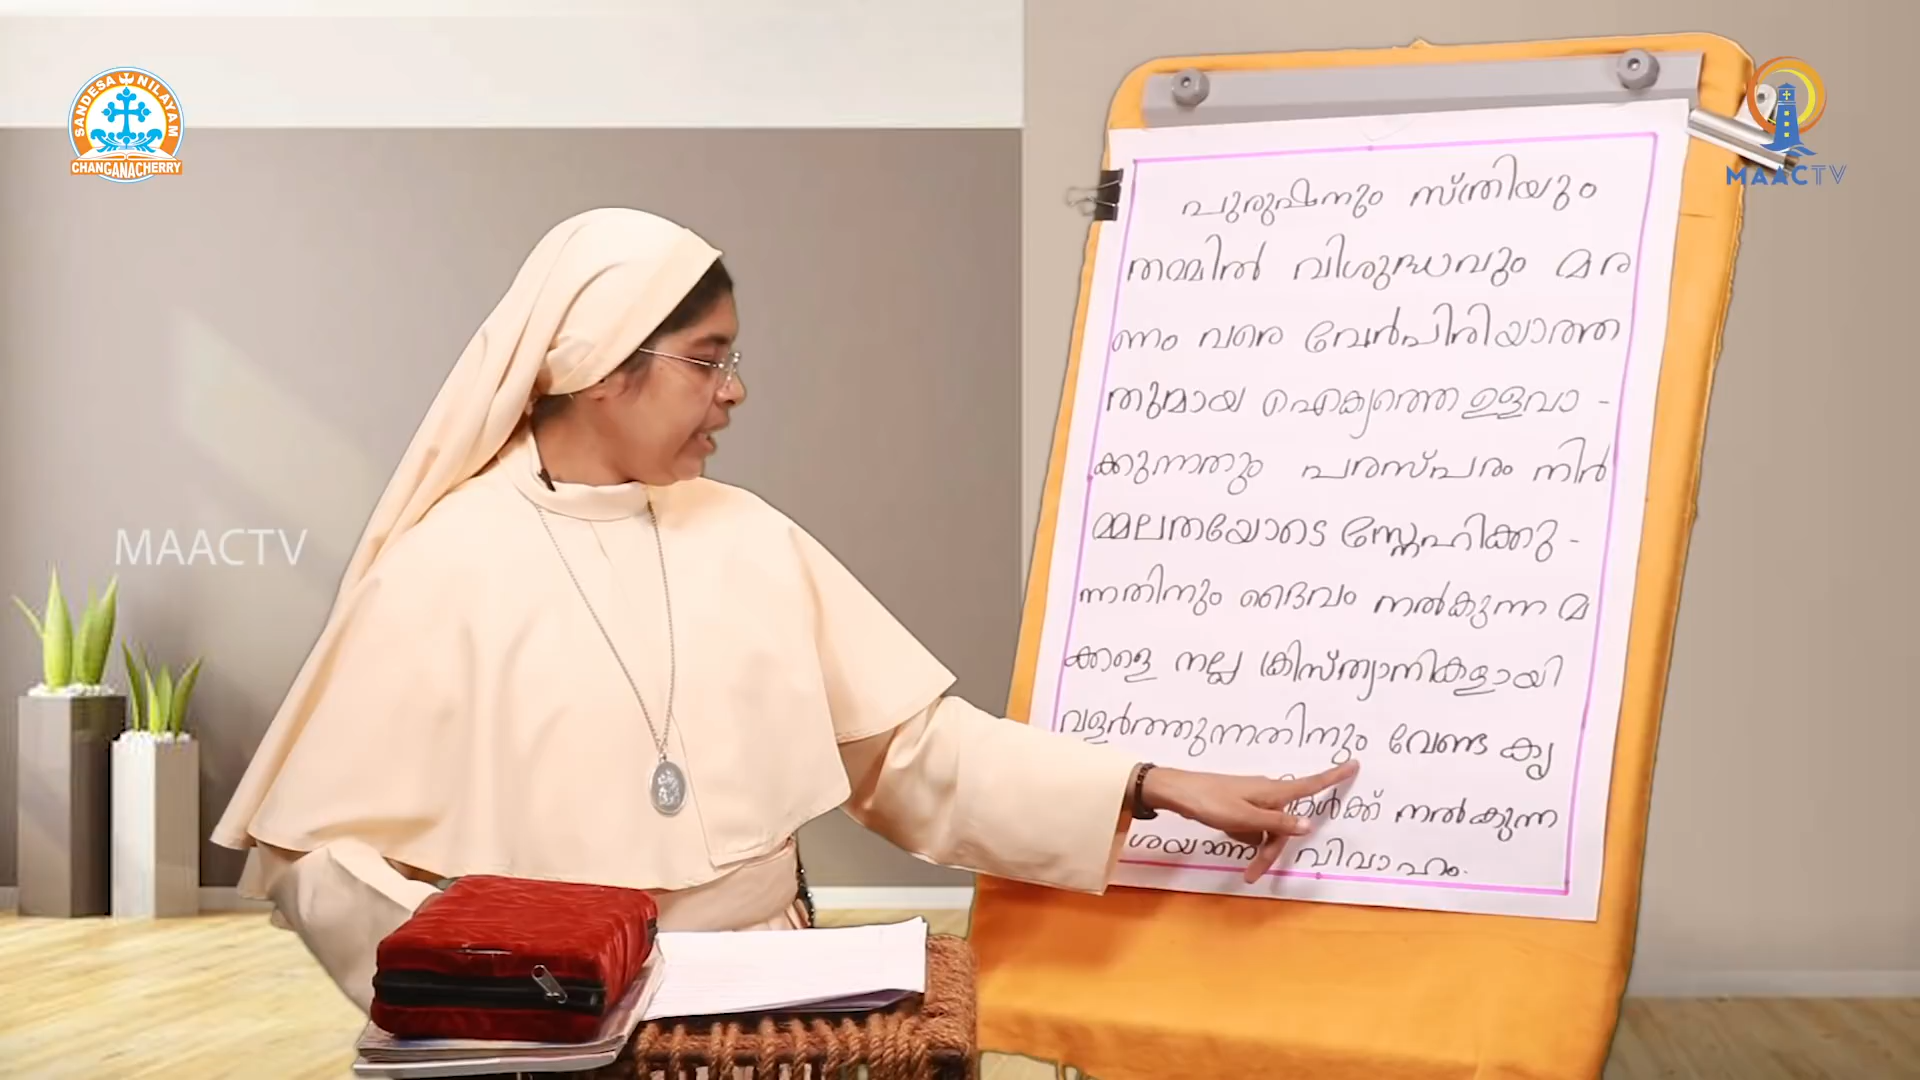 SANDESA NILAYAM
CHANGANACHERRY
MAACTV
MAACTV
പുരുഷനും സ്ത്രീയും
തമ്മിൽ വിശുദ്ധവും മര
ണം വരെ വേർപിരിയാത്ത
തുമായ ഐക്യത്തെ ഉളവാ -
ക്കുന്നതും പരസ്പരം നിർ
മ്മലതയോടെ സ്നേഹിക്കു -
ന്നതിനും ദൈവം നൽകുന്ന മ
ക്കളെ നല്ല ക്രിസ്ത്യാനികളായി
വളർത്തുന്നതിനും വേണ്ട കൃ
കൾക്ക് നൽകുന്ന
ശയാണ് വിവാഹം.